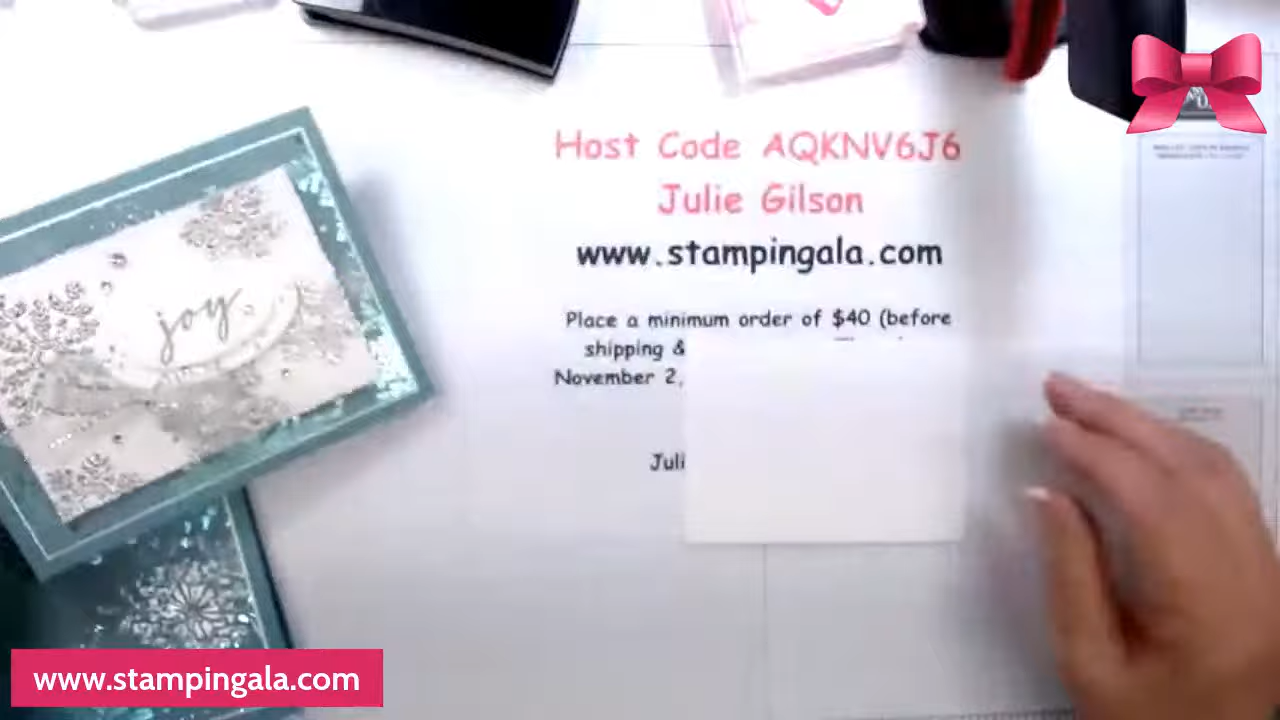 Host Code AQKNV6J6
Julie Gilson
www.stampingala.com
Place a minimum order of $40 (before
shipping &
November 2,
Juli
joy
www.stampingala.com